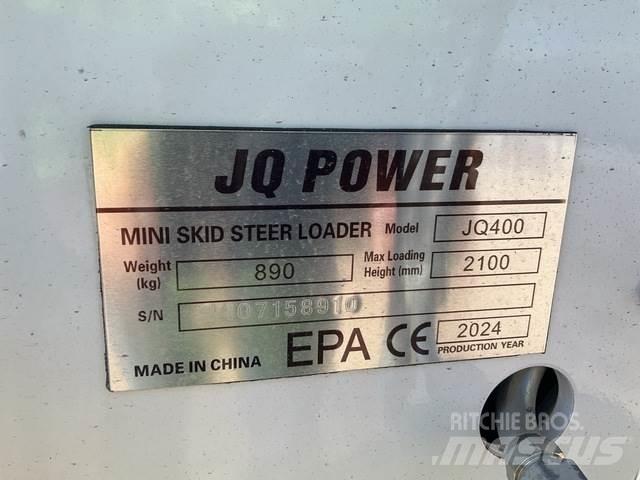 JQ POWER
MINI SKID STEER LOADER Model JQ400
Weight (kg) 890 Max Loading Height (mm) 2100
S/N
MADE IN CHINA EPA CE 2024 PRODUCTION YEAR
RITCHIE BROS.
MASCUS